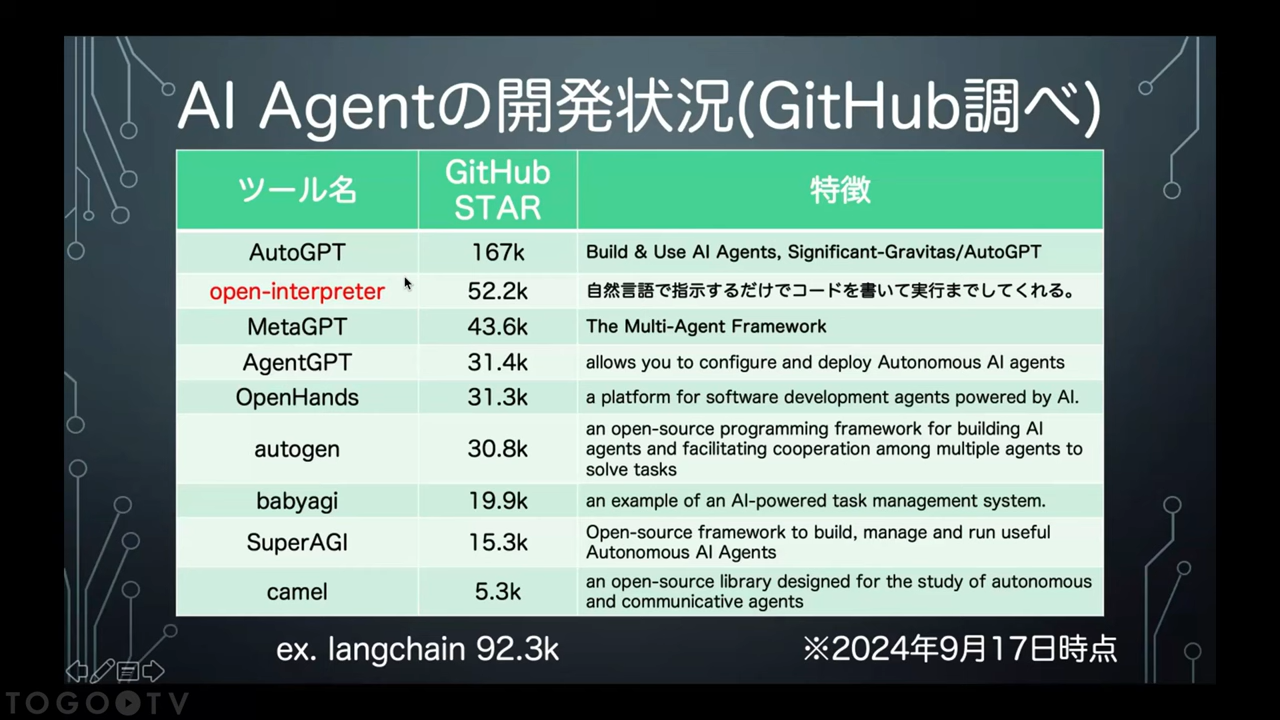 AI Agentの開発状況(GitHub調べ)
ツール名
GitHub
STAR
特徴
AutoGPT
167k
Build & Use AI Agents, Significant-Gravitas/AutoGPT
open-interpreter
52.2k
自然言語で指示するだけでコードを書いて実行までしてくれる。
MetaGPT
43.6k
The Multi-Agent Framework
AgentGPT
31.4k
allows you to configure and deploy Autonomous AI agents
OpenHands
31.3k
a platform for software development agents powered by AI.
autogen
30.8k
an open-source programming framework for building AI
agents and facilitating cooperation among multiple agents to
solve tasks
babyagi
19.9k
an example of an AI-powered task management system.
SuperAGI
15.3k
Open-source framework to build, manage and run useful
Autonomous AI Agents
camel
5.3k
an open-source library designed for the study of autonomous
and communicative agents
ex. langchain 92.3k
※2024年9月17日時点
TOGO TV